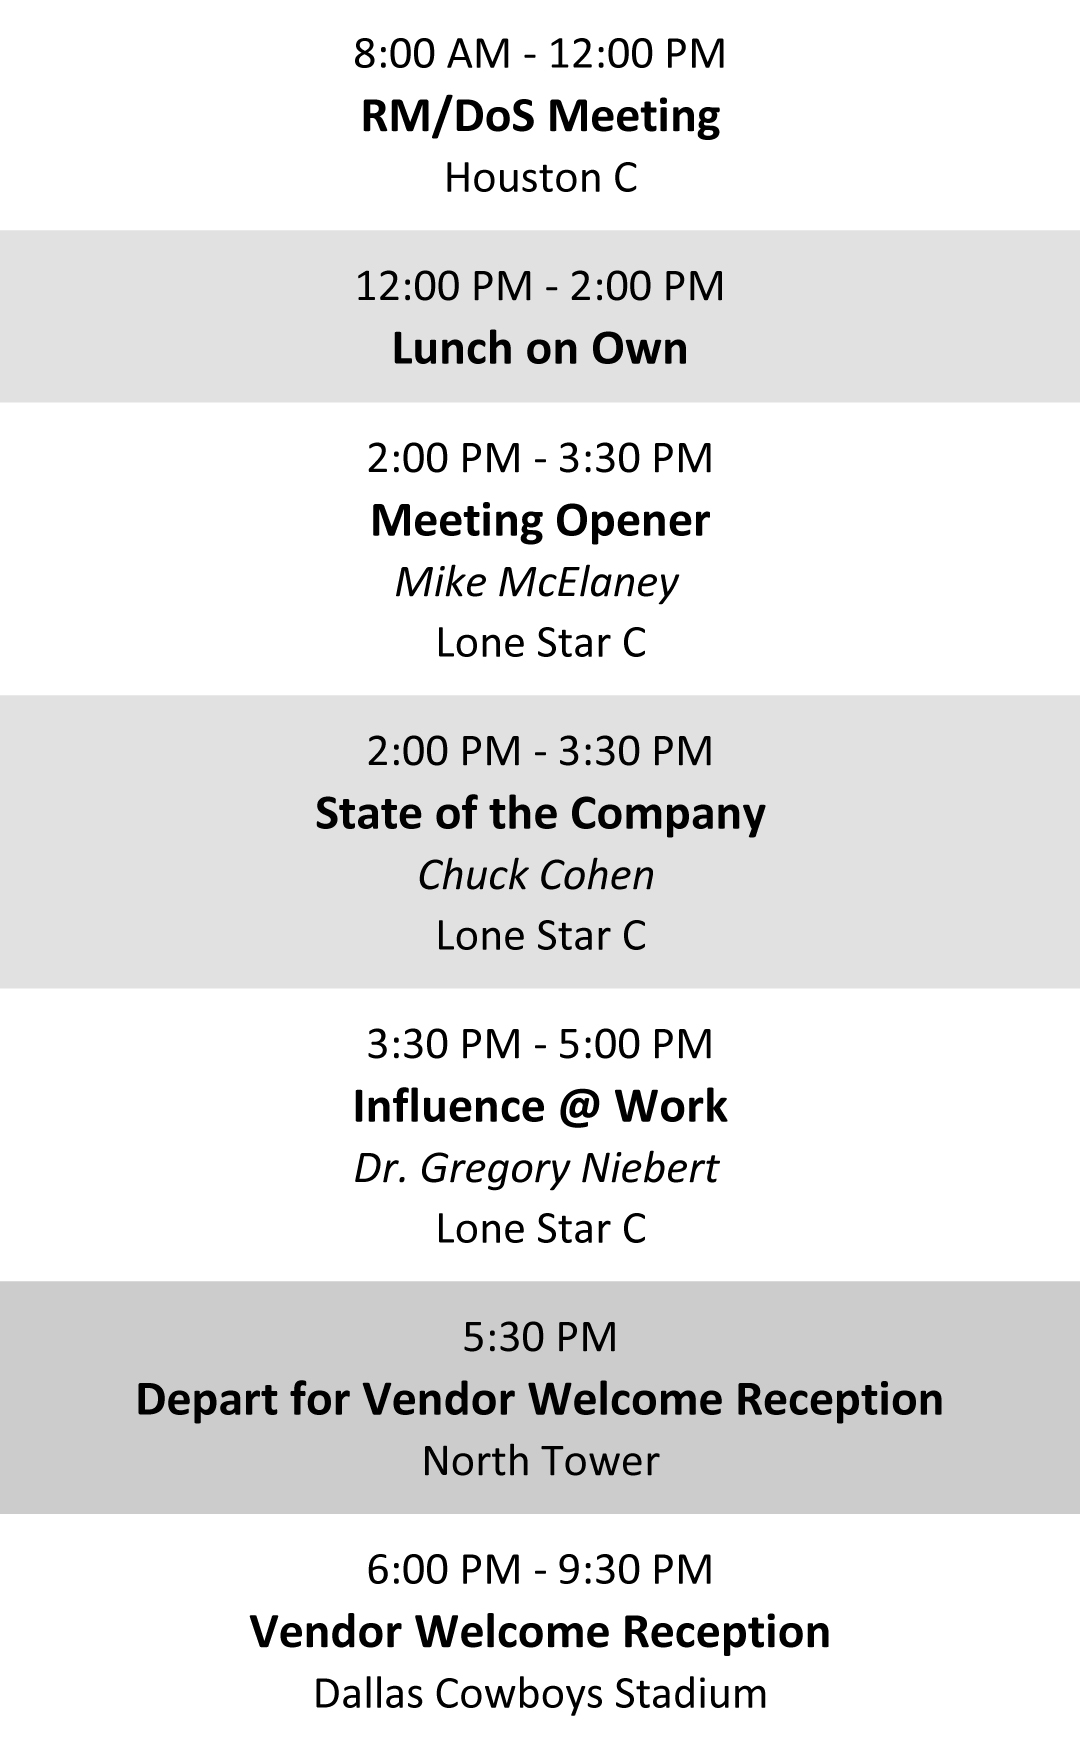 8:00 AM - 12:00 PM
RM/DoS Meeting
Houston C
12:00 PM - 2:00 PM
Lunch on Own
2:00 PM - 3:30 PM
Meeting Opener
Mike McElaney
Lone Star C
2:00 PM - 3:30 PM
State of the Company
Chuck Cohen
Lone Star C
3:30 PM - 5:00 PM
Influence @ Work
Dr. Gregory Niebert
Lone Star C
5:30 PM
Depart for Vendor Welcome Reception
North Tower
6:00 PM - 9:30 PM
Vendor Welcome Reception
Dallas Cowboys Stadium